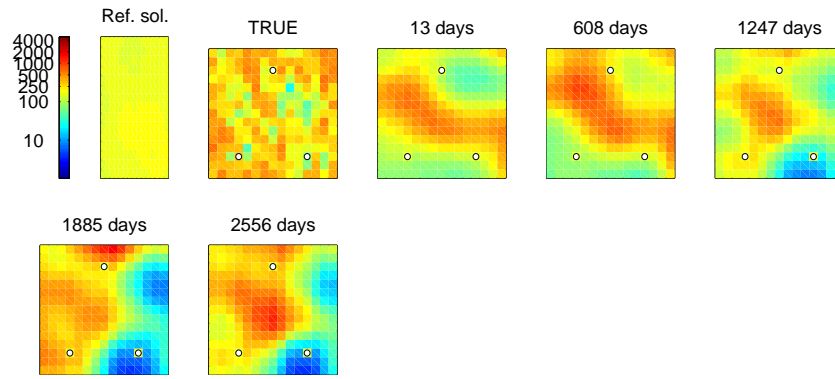 Ref. sol.
TRUE
13 days
608 days
1247 days
4000
2000
1000
500
250
100
10
1885 days
2556 days